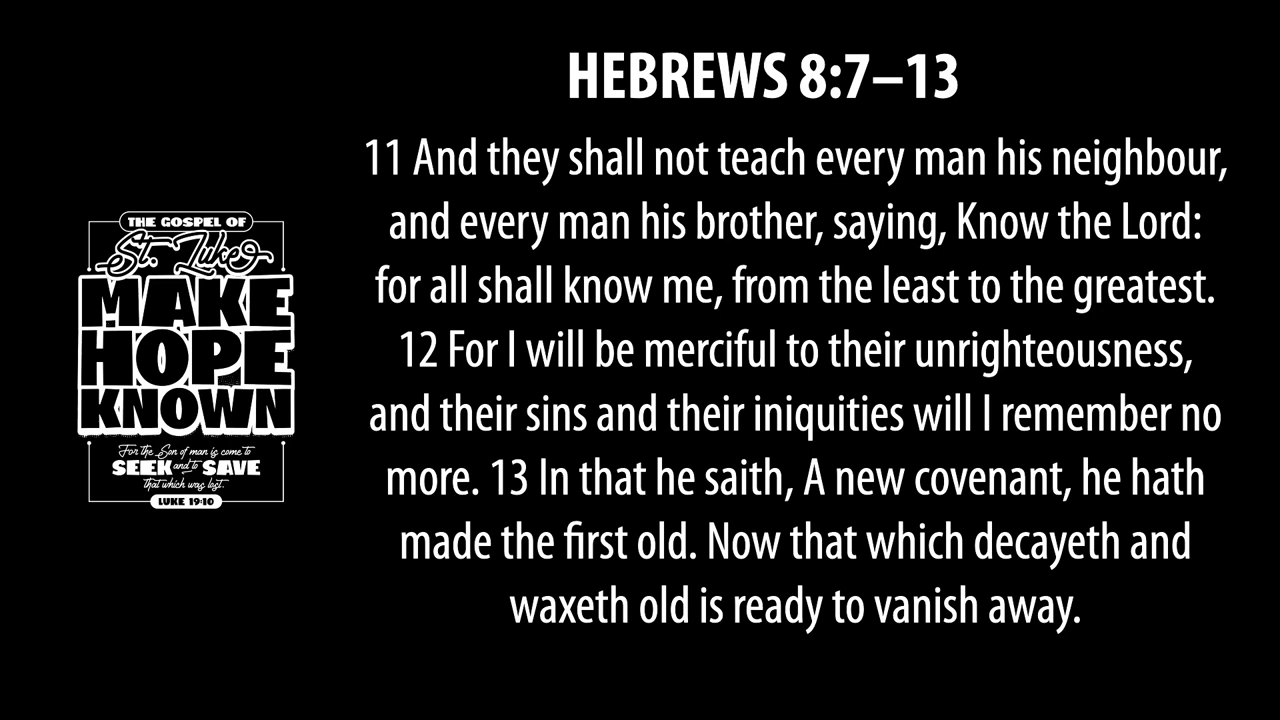 HEBREWS 8:7–13
11 And they shall not teach every man his neighbour,
and every man his brother, saying, Know the Lord:
for all shall know me, from the least to the greatest.
12 For I will be merciful to their unrighteousness,
and their sins and their iniquities will I remember no
more. 13 In that he saith, A new covenant, he hath
made the first old. Now that which decayeth and
waxeth old is ready to vanish away.
THE GOSPEL OF
St. Luke
MAKE
HOPE
KNOWN
For the Son of man is come to
SEEK and to SAVE
that which was lost.
LUKE 19:10